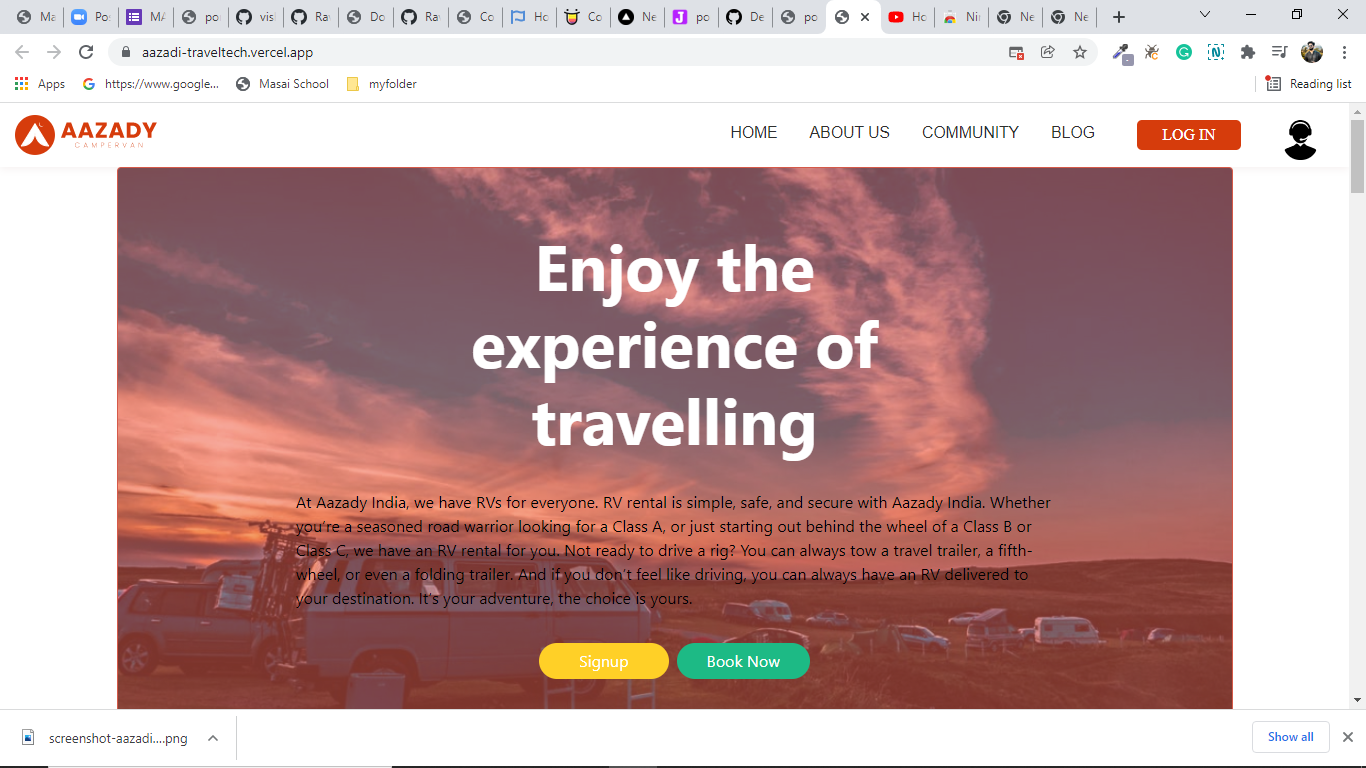 Ma
Po
MA
po
visl
Rav
Do
Rav
Co
Ho
Co
Ne
po
De
po
Ho
Nin
Ne
Ne
aazadi-traveltech.vercel.app
Apps
https://www.google...
Masai School
myfolder
Reading list
AAZADY
CAMPERVAN
HOME
ABOUT US
COMMUNITY
BLOG
LOG IN
Enjoy the
experience of
travelling
At Aazady India, we have RVs for everyone. RV rental is simple, safe, and secure with Aazady India. Whether
you’re a seasoned road warrior looking for a Class A, or just starting out behind the wheel of a Class B or
Class C, we have an RV rental for you. Not ready to drive a rig? You can always tow a travel trailer, a fifth-
wheel, or even a folding trailer. And if you don’t feel like driving, you can always have an RV delivered to
your destination. It’s your adventure, the choice is yours.
Signup
Book Now
screenshot-aazadi....png
Show all